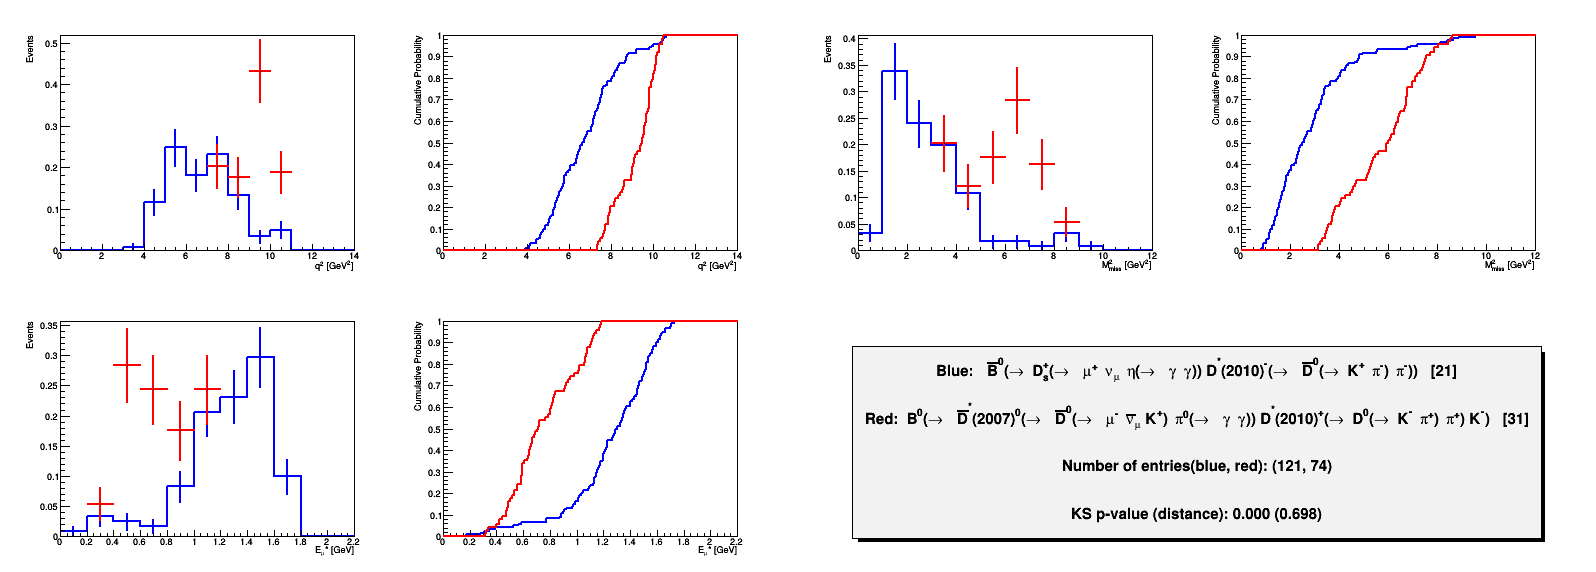 Events
0.5
0.4
0.3
0.2
0.1
0
0 2 4 6 8 10 12 14
q² [GeV²]
Cumulative Probability
1
0.9
0.8
0.7
0.6
0.5
0.4
0.3
0.2
0.1
0
0 2 4 6 8 10 12 14
q² [GeV²]
Events
0.4
0.35
0.3
0.25
0.2
0.15
0.1
0.05
0
0 2 4 6 8 10 12
M²miss [GeV²]
Cumulative Probability
1
0.9
0.8
0.7
0.6
0.5
0.4
0.3
0.2
0.1
0
0 2 4 6 8 10 12
M²miss [GeV²]
Events
0.35
0.3
0.25
0.2
0.15
0.1
0.05
0
0 0.2 0.4 0.6 0.8 1 1.2 1.4 1.6 1.8 2 2.2
Eμ* [GeV]
Cumulative Probability
1
0.9
0.8
0.7
0.6
0.5
0.4
0.3
0.2
0.1
0
0 0.2 0.4 0.6 0.8 1 1.2 1.4 1.6 1.8 2 2.2
Eμ* [GeV]
Blue: B̅⁰(→ Dₛ⁺(→ μ⁺ νμ η(→ γ γ)) D*(2010)⁻(→ D̅⁰(→ K⁺ π⁻) π⁻)) [21]
Red: B⁰(→ D̅*(2007)⁰(→ D̅⁰(→ μ⁻ ν̅μ K⁺) π⁰(→ γ γ)) D*(2010)⁺(→ D⁰(→ K⁻ π⁺) π⁺) K⁻) [31]
Number of entries(blue, red): (121, 74)
KS p-value (distance): 0.000 (0.698)